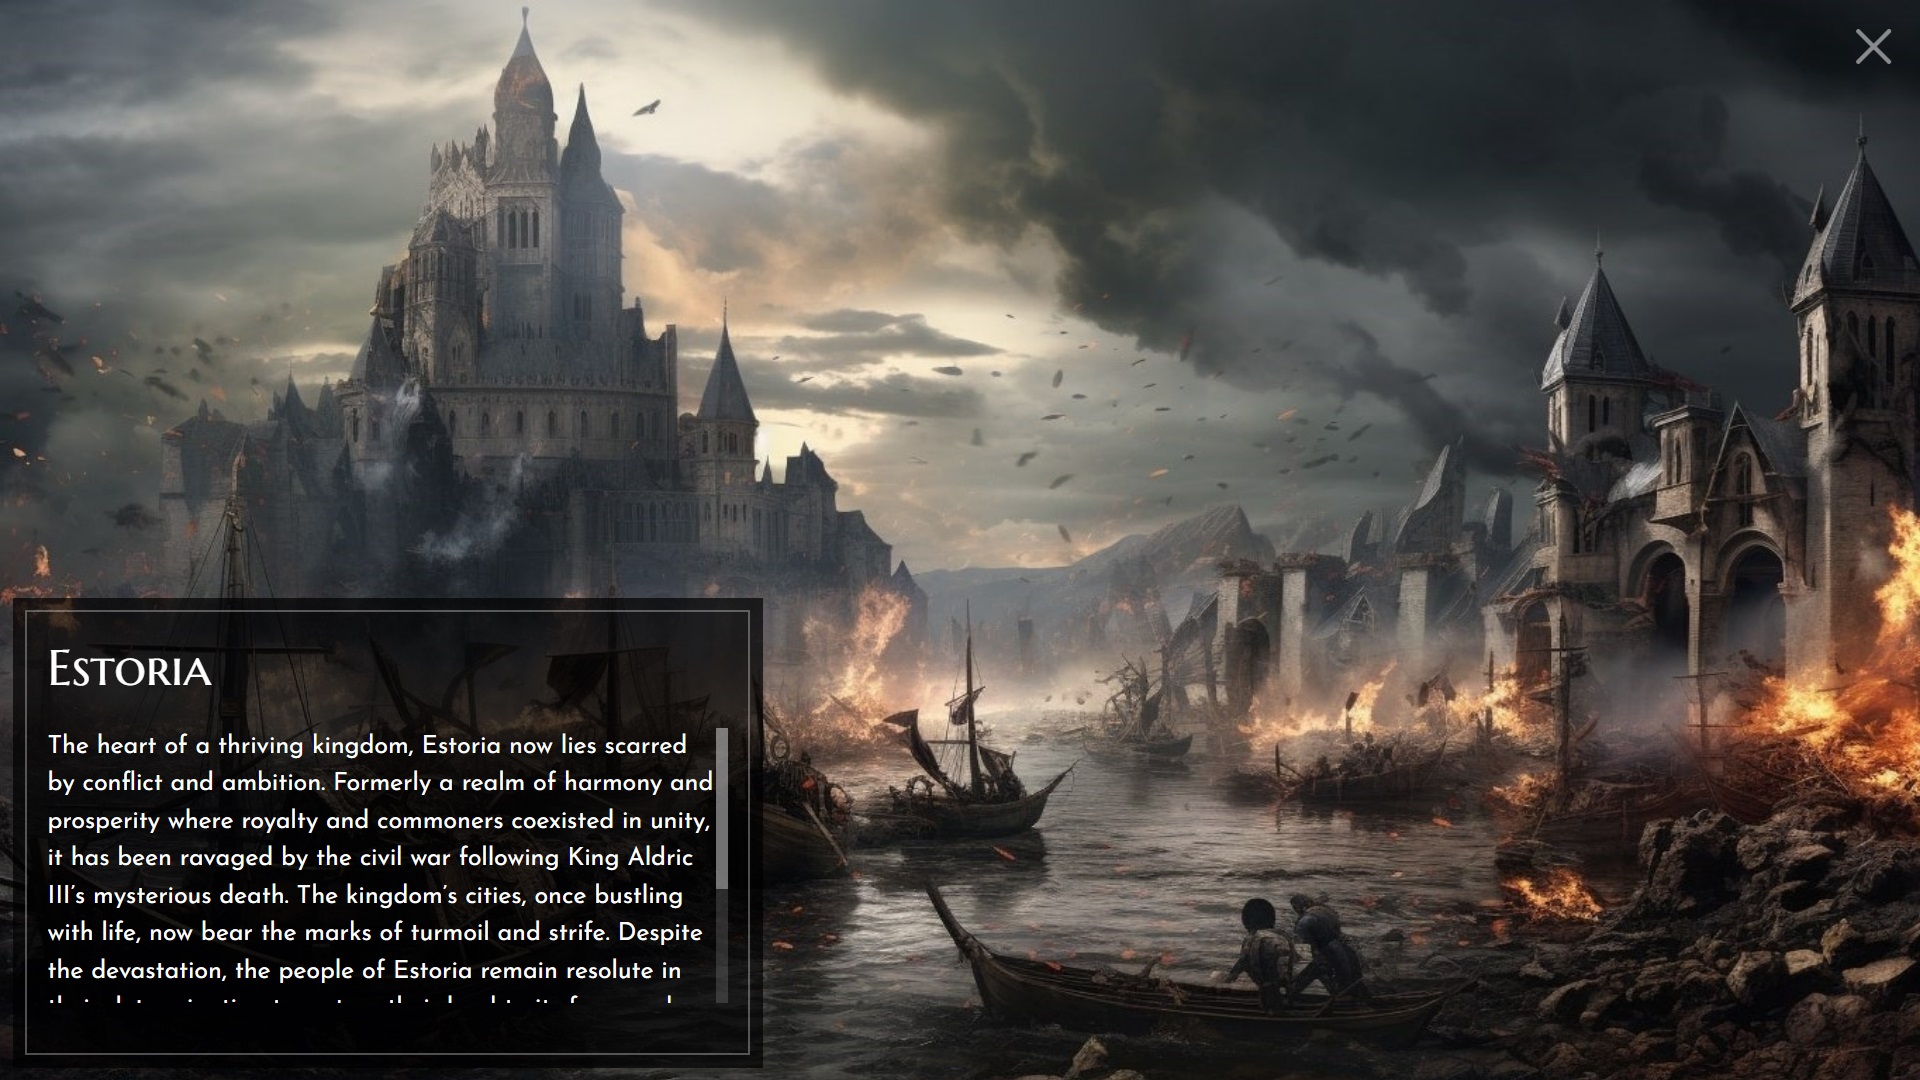 Estoria
The heart of a thriving kingdom, Estoria now lies scarred
by conflict and ambition. Formerly a realm of harmony and
prosperity where royalty and commoners coexisted in unity,
it has been ravaged by the civil war following King Aldric
III's mysterious death. The kingdom's cities, once bustling
with life, now bear the marks of turmoil and strife. Despite
the devastation, the people of Estoria remain resolute in